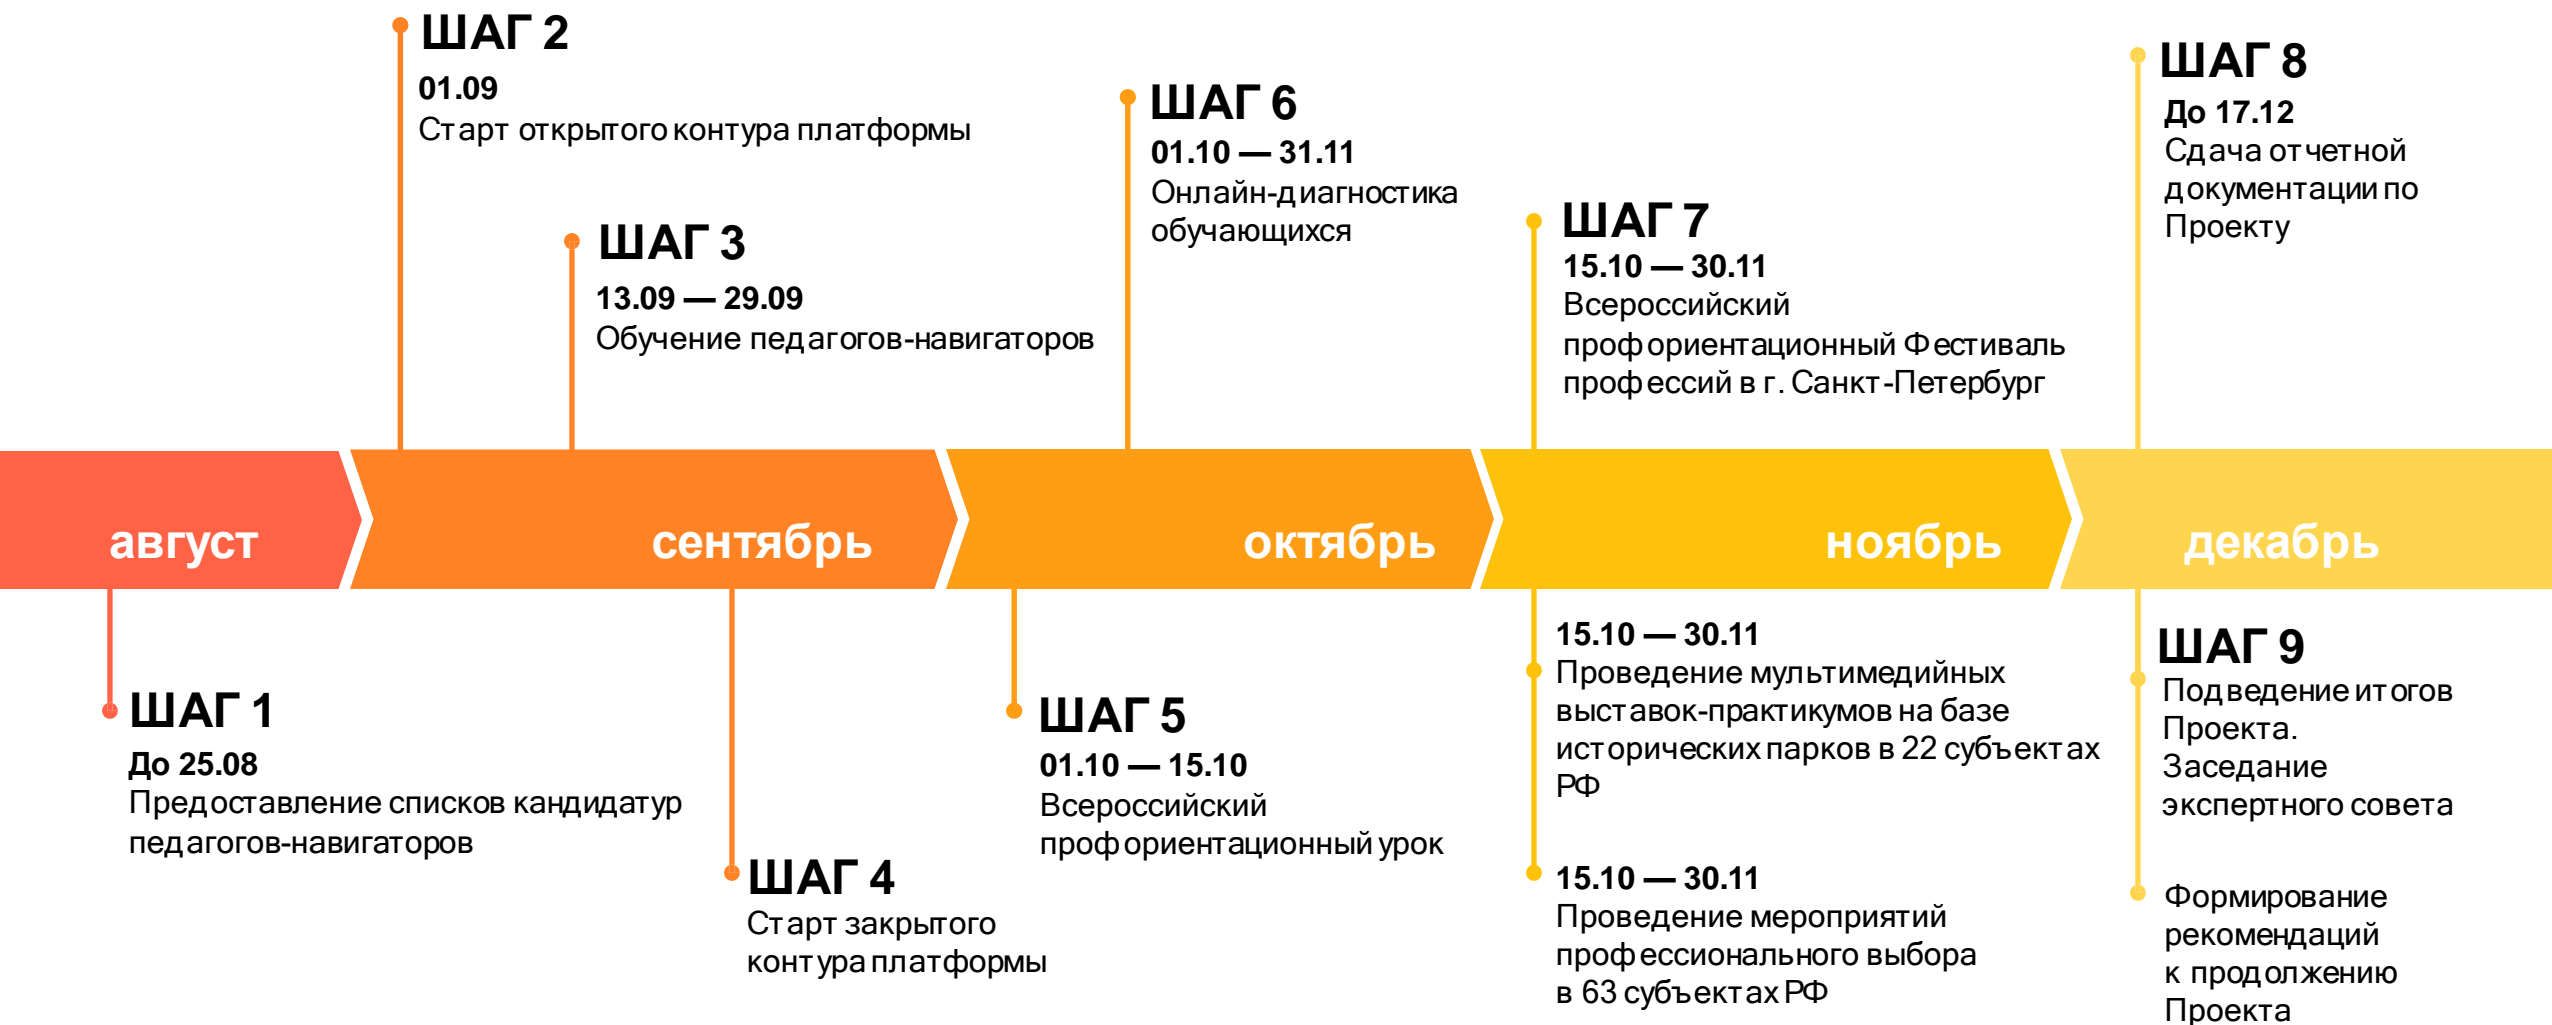 ШАГ 2
01.09
Старт открытого контура платформы
ШАГ 3
13.09 — 29.09
Обучение педагогов-навигаторов
ШАГ 6
01.10 — 31.11
Онлайн-диагностика
обучающихся
ШАГ 7
15.10 — 30.11
Всероссийский
профориентационный Фестиваль
профессий в г. Санкт-Петербург
ШАГ 8
До 17.12
Сдача отчетной
документации по
Проекту
август
сентябрь
октябрь
ноябрь
декабрь
ШАГ 1
До 25.08
Предоставление списков кандидатур
педагогов-навигаторов
ШАГ 4
Старт закрытого
контура платформы
ШАГ 5
01.10 — 15.10
Всероссийский
профориентационный урок
15.10 — 30.11
Проведение мультимедийных
выставок-практикумов на базе
исторических парков в 22 субъектах
РФ
15.10 — 30.11
Проведение мероприятий
профессионального выбора
в 63 субъектах РФ
ШАГ 9
Подведение итогов
Проекта.
Заседание
экспертного совета
Формирование
рекомендаций
к продолжению
Проекта